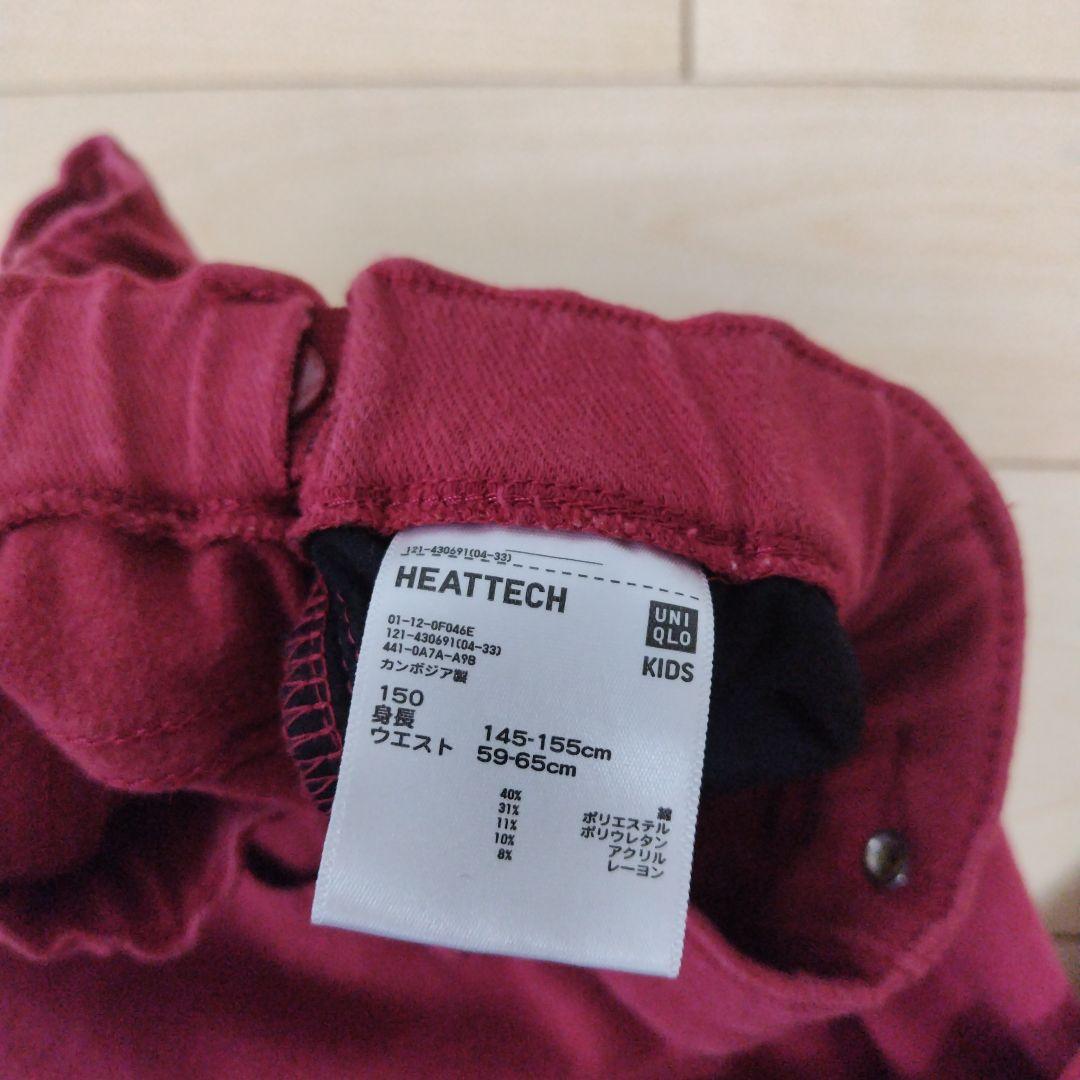 121-430691(04-33)
HEATTECH
UNI
QLO
KIDS
01-12-0F046E
121-430691(04-33)
441-0A7A-A9B
カンボジア製
150
身長 145-155cm
ウエスト 59-65cm
40% 綿
31% ポリエステル
11% ポリウレタン
10% アクリル
8% レーヨン